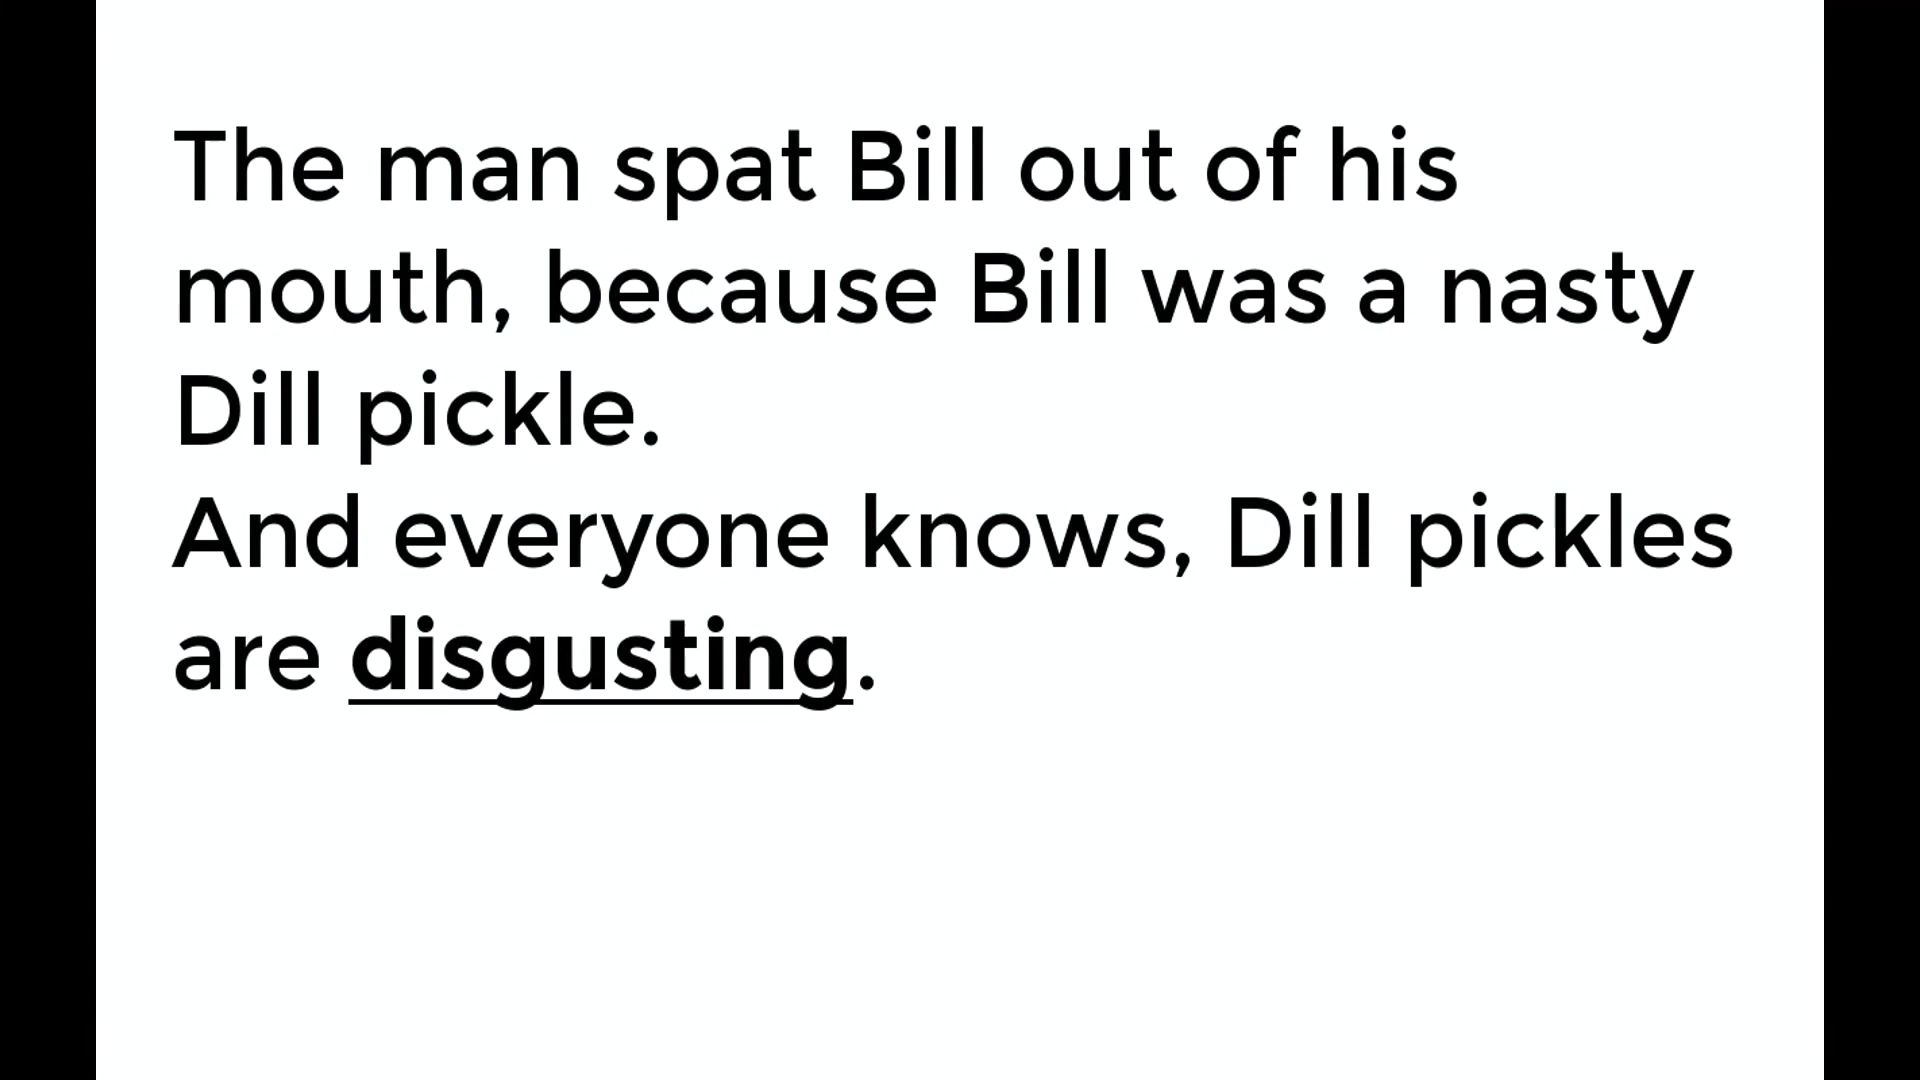 The man spat Bill out of his
mouth, because Bill was a nasty
Dill pickle.
And everyone knows, Dill pickles
are disgusting.